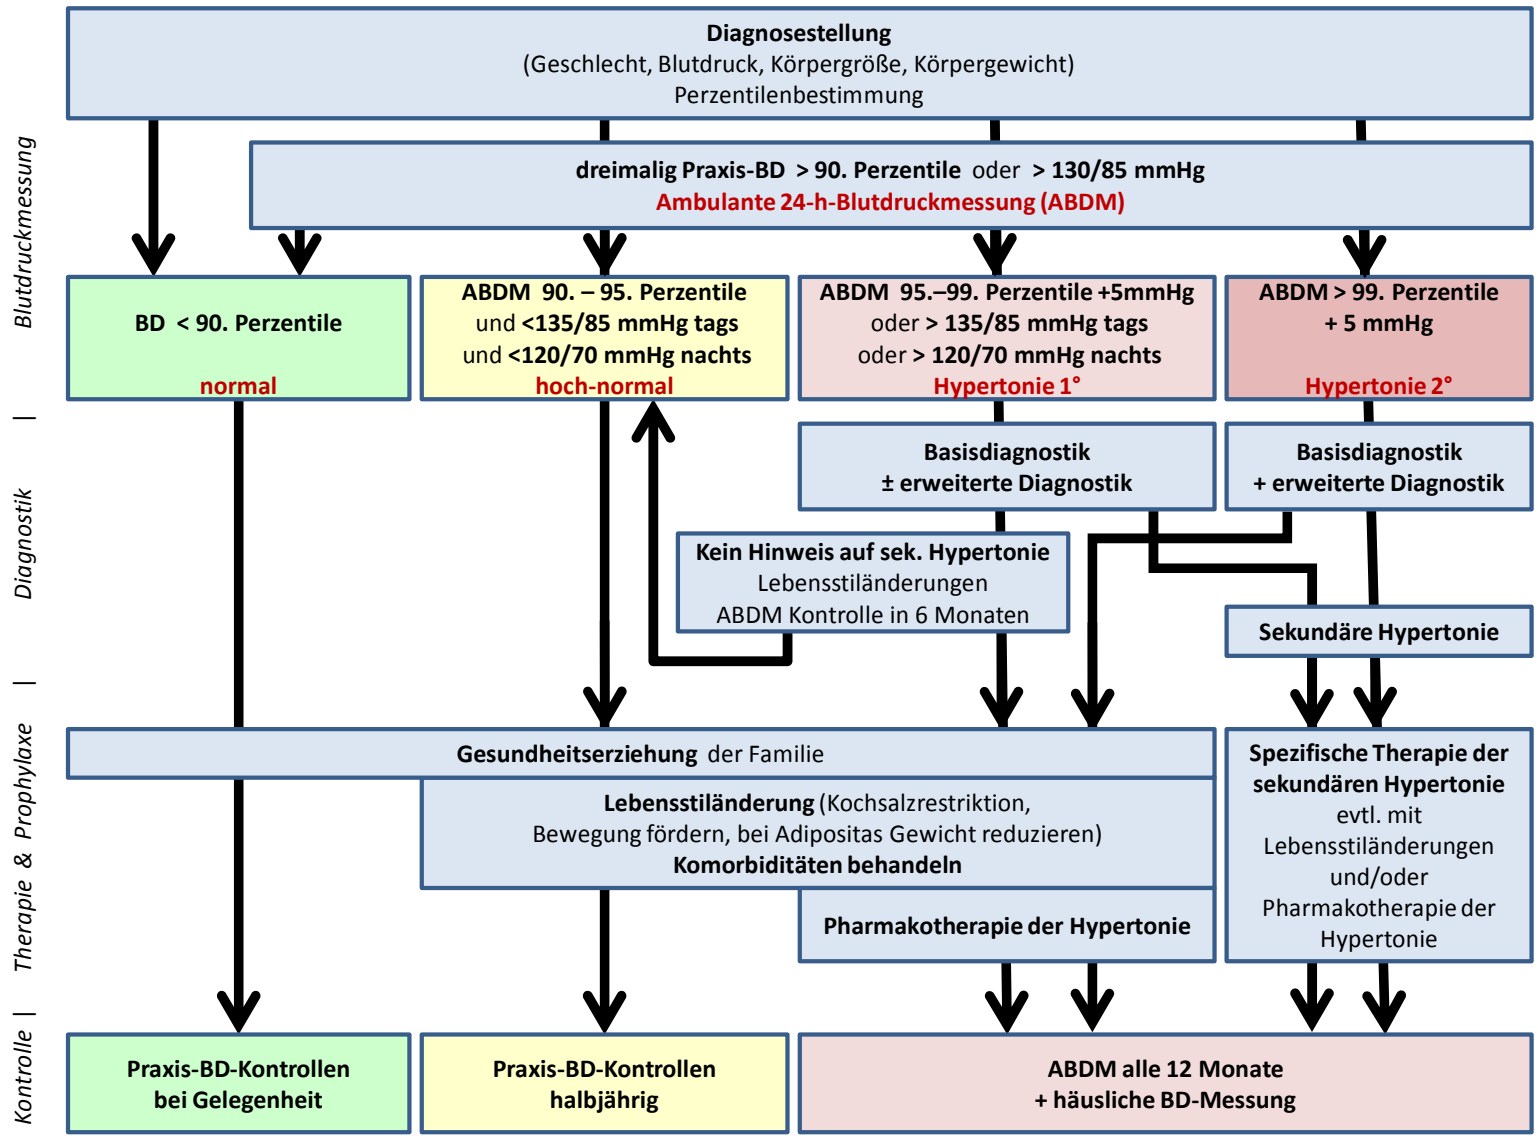 Diagnosestellung
(Geschlecht, Blutdruck, Körpergröße, Körpergewicht)
Perzentilenbestimmung
Blutdruckmessung
dreimalig Praxis-BD > 90. Perzentile oder > 130/85 mmHg
Ambulante 24-h-Blutdruckmessung (ABDM)
BD < 90. Perzentile
normal
ABDM 90. – 95. Perzentile
und <135/85 mmHg tags
und <120/70 mmHg nachts
hoch-normal
ABDM 95.–99. Perzentile +5mmHg
oder > 135/85 mmHg tags
oder > 120/70 mmHg nachts
Hypertonie 1°
ABDM > 99. Perzentile
+ 5 mmHg
Hypertonie 2°
|
Diagnostik
Basisdiagnostik
± erweiterte Diagnostik
Basisdiagnostik
+ erweiterte Diagnostik
Kein Hinweis auf sek. Hypertonie
Lebensstiländerungen
ABDM Kontrolle in 6 Monaten
Sekundäre Hypertonie
|
Therapie & Prophylaxe
Gesundheitserziehung der Familie
Lebensstiländerung (Kochsalzrestriktion,
Bewegung fördern, bei Adipositas Gewicht reduzieren)
Komorbiditäten behandeln
Pharmakotherapie der Hypertonie
Spezifische Therapie der
sekundären Hypertonie
evtl. mit
Lebensstiländerungen
und/oder
Pharmakotherapie der
Hypertonie
|
Kontrolle
Praxis-BD-Kontrollen
bei Gelegenheit
Praxis-BD-Kontrollen
halbjährig
ABDM alle 12 Monate
+ häusliche BD-Messung